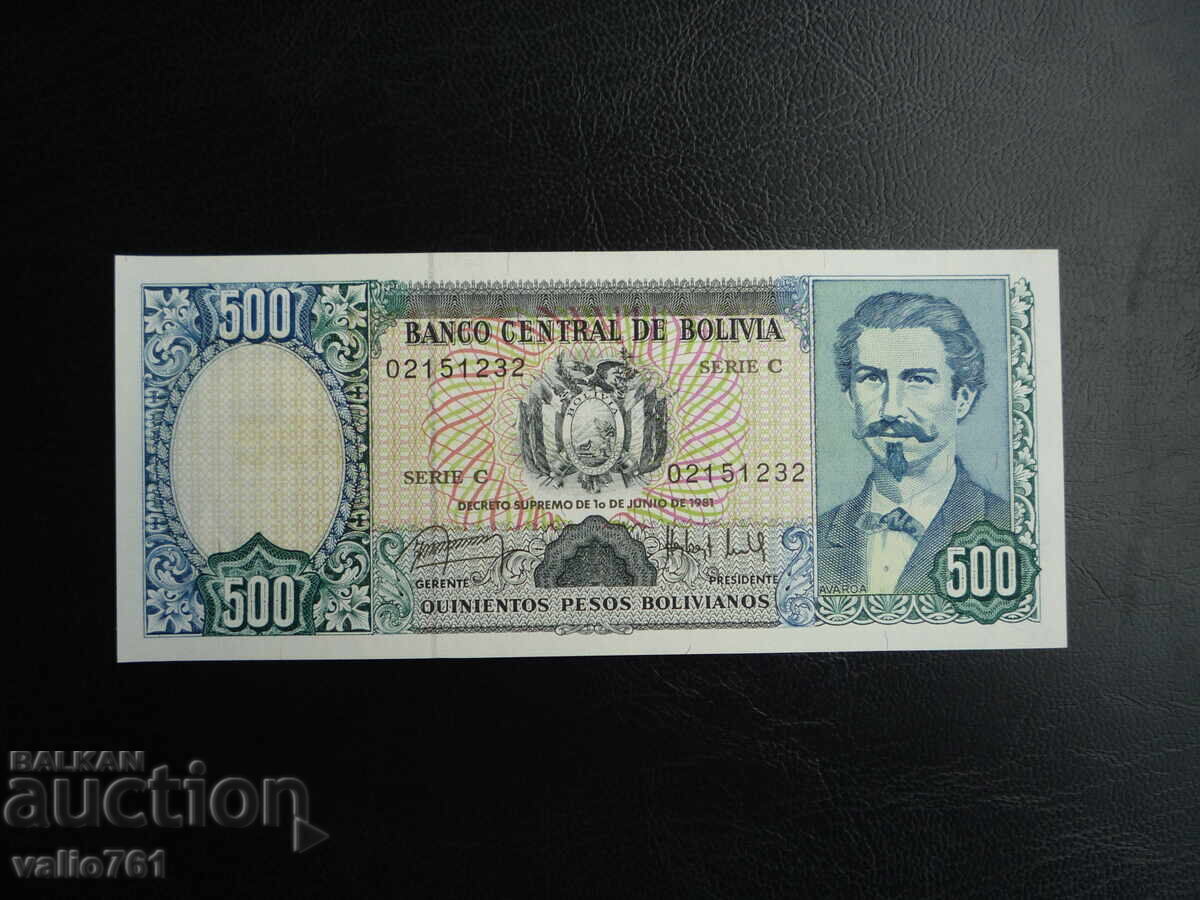 500
BANCO CENTRAL DE BOLIVIA
02151232 SERIE C
BOLIVIA
SERIE C 02151232
DECRETO SUPREMO DE 1o DE JUNIO DE 1981
GERENTE PRESIDENTE
500 QUINIENTOS PESOS BOLIVIANOS
AVAROA 500
BALKAN
auction
valio761